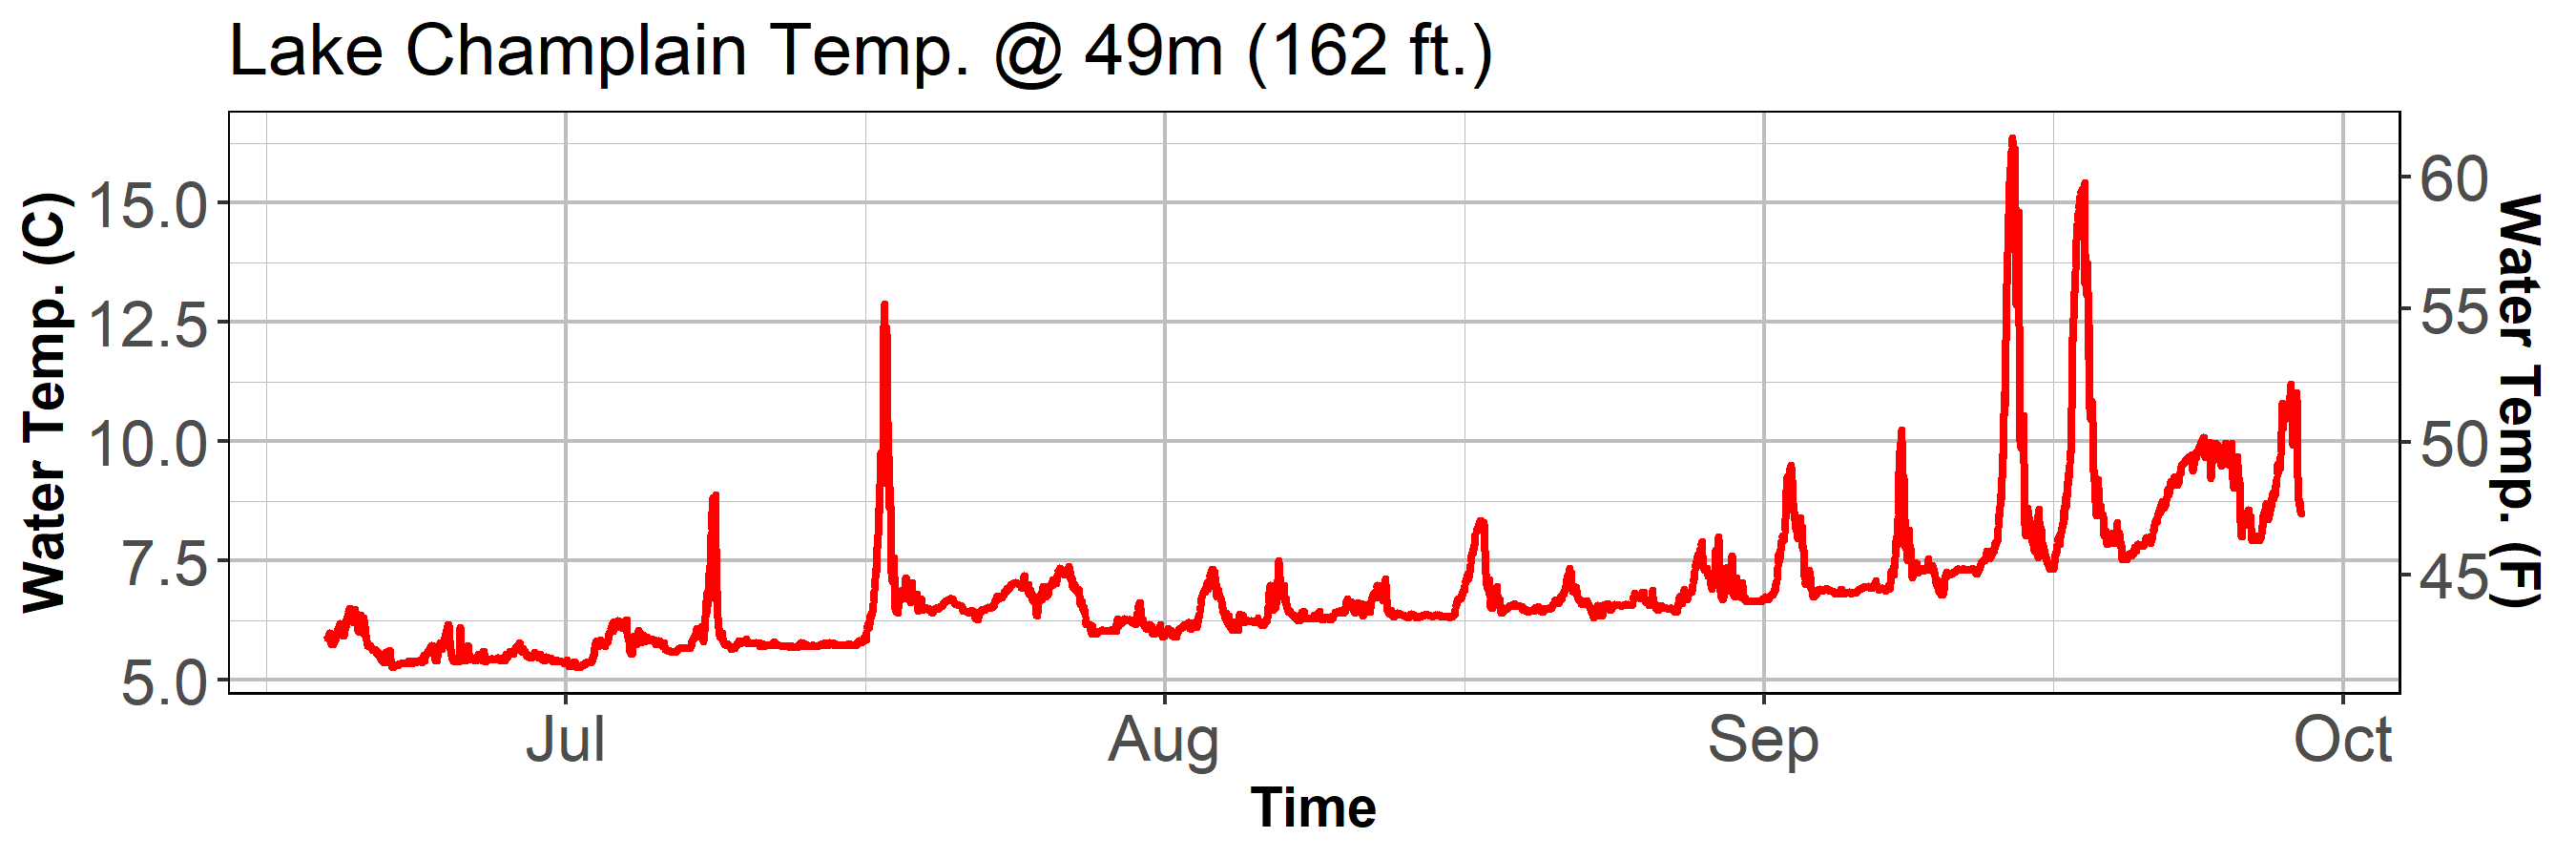 Lake Champlain Temp. @ 49m (162 ft.)
Water Temp. (C)
15.0
12.5
10.0
7.5
5.0
60
55
50
45
Water Temp. (F)
Jul Aug Sep Oct
Time